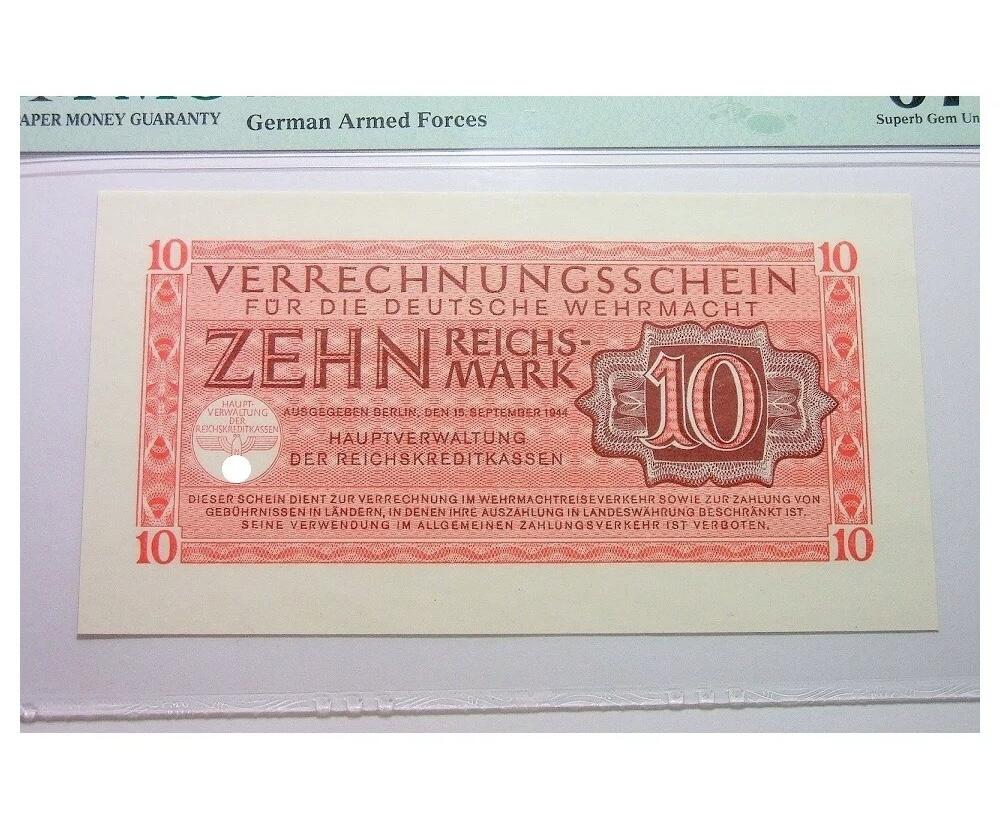 APER MONEY GUARANTY
German Armed Forces
Superb Gem Un
10
10
VERRECHNUNGSSCHEIN
FÜR DIE DEUTSCHE WEHRMACHT
ZEHN REICHS-
MARK
10
HAUPT-
VERWALTUNG
DER
REICHSKREDITKASSEN
AUSGEGEBEN BERLIN, DEN 15. SEPTEMBER 1944
HAUPTVERWALTUNG
DER REICHSKREDITKASSEN
DIESER SCHEIN DIENT ZUR VERRECHNUNG IM WEHRMACHTREISEVERKEHR SOWIE ZUR ZAHLUNG VON
GEBÜHRNISSEN IN LÄNDERN, IN DENEN IHRE AUSZAHLUNG IN LANDESWÄHRUNG BESCHRÄNKT IST.
SEINE VERWENDUNG IM ALLGEMEINEN ZAHLUNGSVERKEHR IST VERBOTEN.
10
10